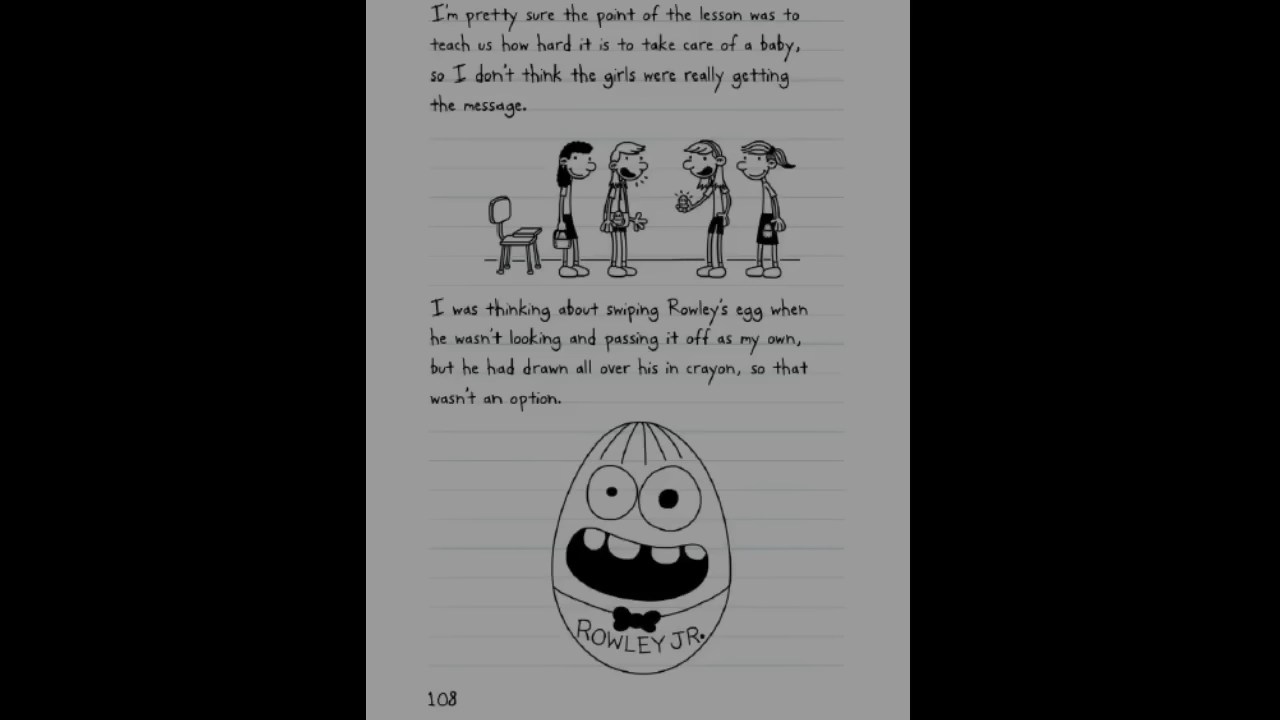 I'm pretty sure the point of the lesson was to
teach us how hard it is to take care of a baby,
so I don't think the girls were really getting
the message.
I was thinking about swiping Rowley's egg when
he wasn't looking and passing it off as my own,
but he had drawn all over his in crayon, so that
wasn't an option.
ROWLEY JR.
108